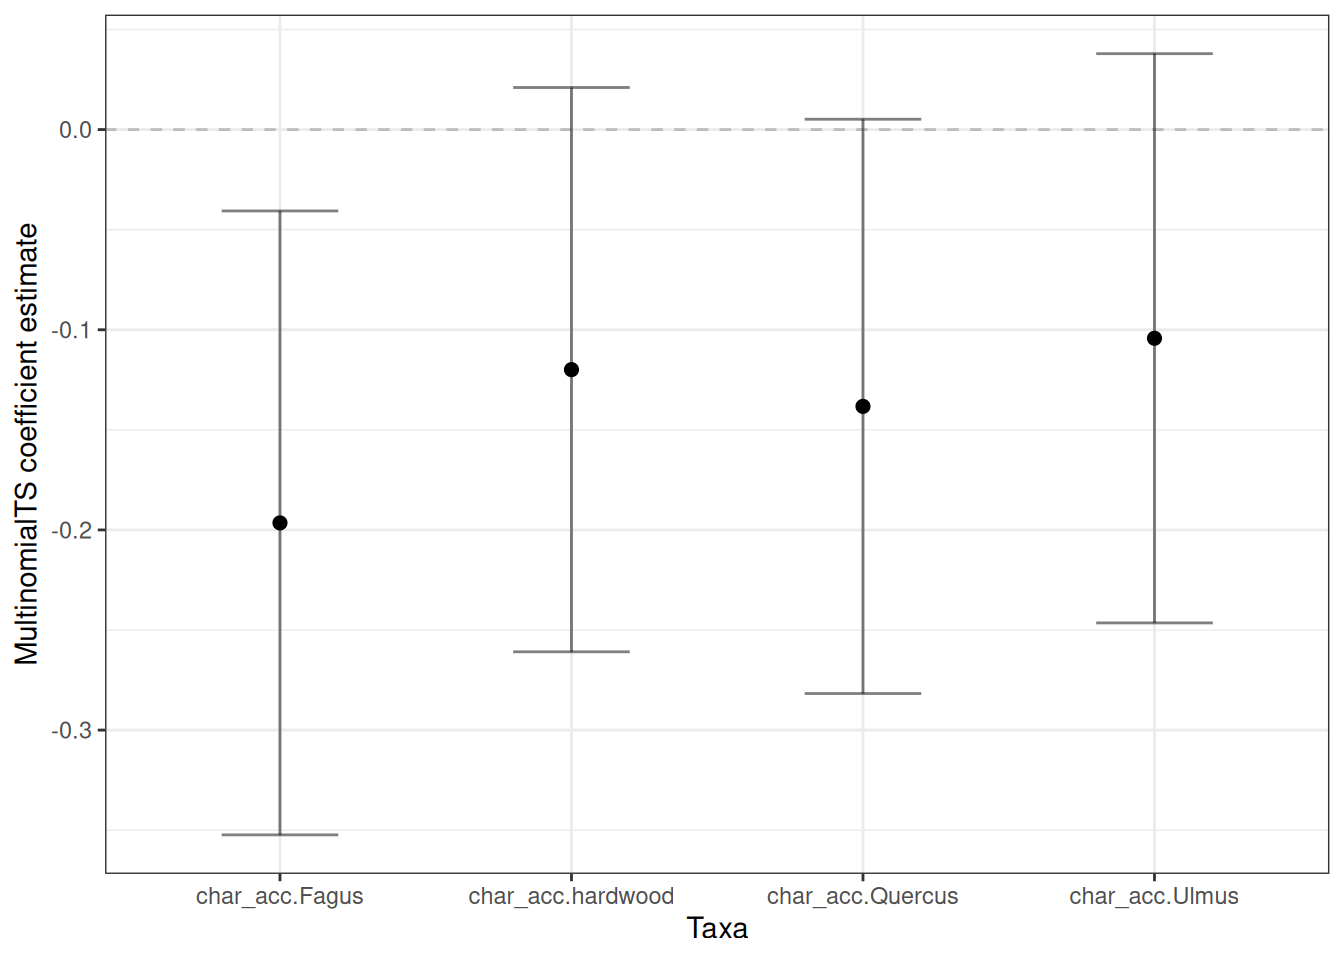 MultinomialTS coefficient estimate
0.0
-0.1
-0.2
-0.3
char_acc.Fagus
char_acc.hardwood
char_acc.Quercus
char_acc.Ulmus
Taxa